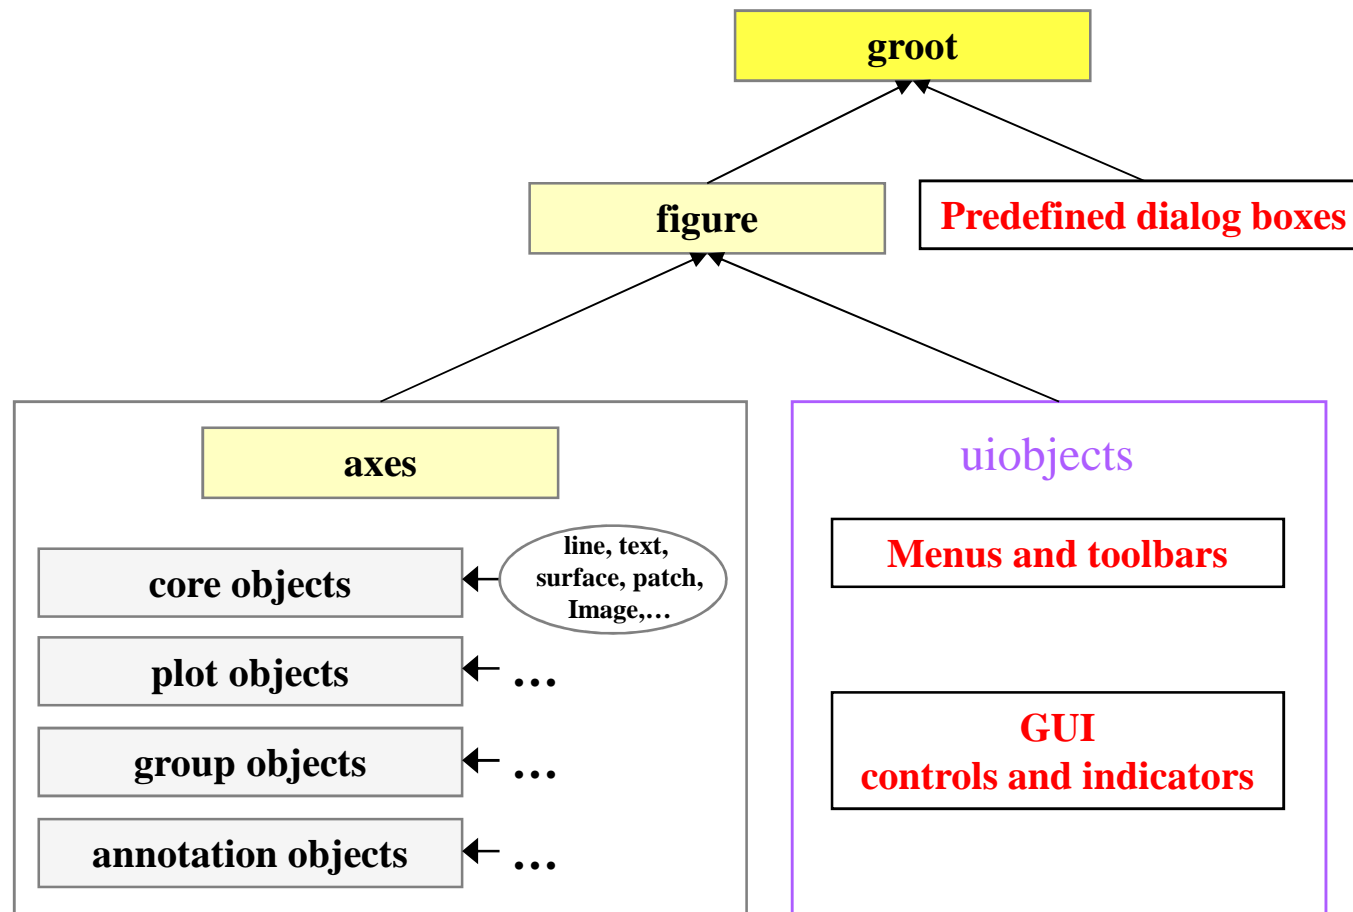 groot
figure
Predefined dialog boxes
axes
uiobjects
line, text,
surface, patch,
Image,…
core objects
Menus and toolbars
plot objects
…
GUI
controls and indicators
group objects
…
annotation objects
…